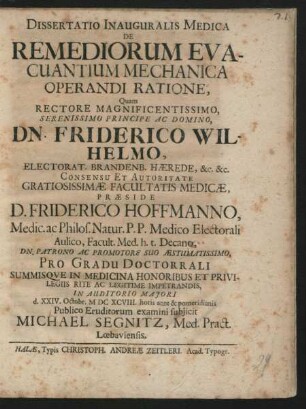 DISSERTATIO INAUGURALIS MEDICA
DE
REMEDIORUM EVA-
CUANTIUM MECHANICA
OPERANDI RATIONE,
Quam
RECTORE MAGNIFICENTISSIMO,
SERENISSIMO PRINCIPE AC DOMINO,
DN. FRIDERICO WIL-
HELMO,
ELECTORAT. BRANDENB. HÆREDE, &c. &c.
CONSENSU ET AUTORITATE
GRATIOSISSIMÆ FACULTATIS MEDICÆ,
PRÆSIDE
D. FRIDERICO HOFFMANNO,
Medic. ac Philos. Natur. P. P. Medico Electorali
Aulico, Facult. Med. h. t. Decano,
DN. PATRONO AC PROMOTORE SUO ÆSTUMATISSIMO,
PRO GRADU DOCTORALI
SUMMISQUE IN MEDICINA HONORIBUS ET PRIVI-
LEGIIS RITE AC LEGITIME IMPETRANDIS,
IN AUDITORIO MAJORI
d. XXIV. Octobr. M DC XCVIII. horis ante & pomeridianis
Publico Eruditorum examini subjicit
MICHAEL SEGNITZ, Med. Pract.
Lœbaviensis.
HALÆ, Typis CHRISTOPH. ANDREÆ ZEITLERI. Acad. Typogr.